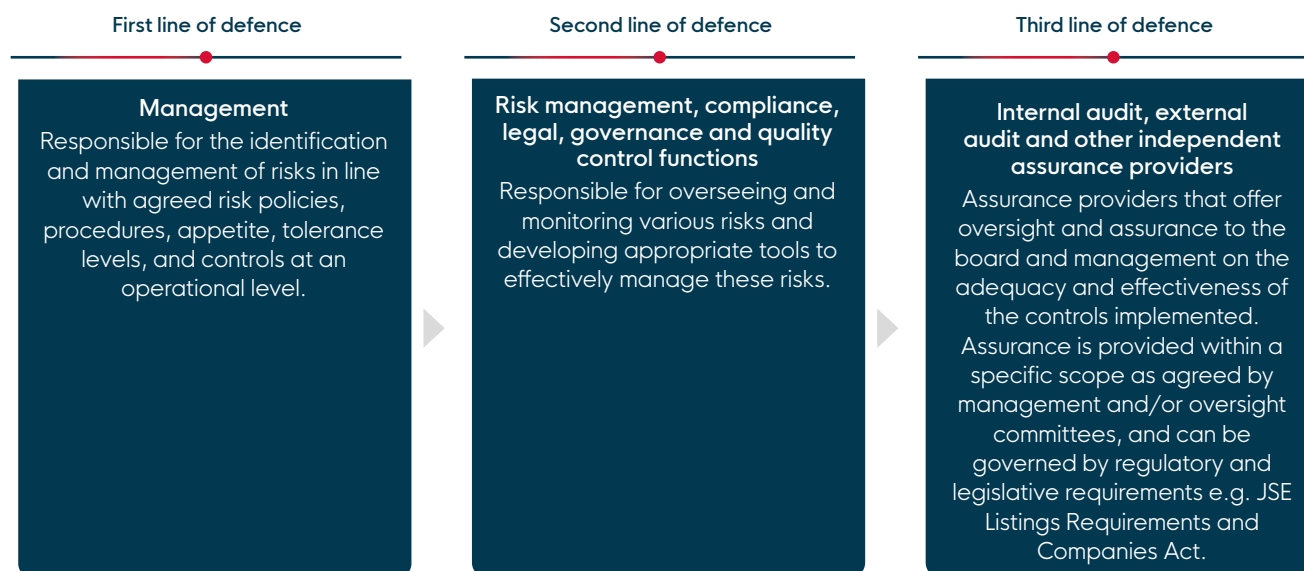 First line of defence
Management
Responsible for the identification
and management of risks in line
with agreed risk policies,
procedures, appetite, tolerance
levels, and controls at an
operational level.
Second line of defence
Risk management, compliance,
legal, governance and quality
control functions
Responsible for overseeing and
monitoring various risks and
developing appropriate tools to
effectively manage these risks.
Third line of defence
Internal audit, external
audit and other independent
assurance providers
Assurance providers that offer
oversight and assurance to the
board and management on the
adequacy and effectiveness of
the controls implemented.
Assurance is provided within a
specific scope as agreed by
management and/or oversight
committees, and can be
governed by regulatory and
legislative requirements e.g. JSE
Listings Requirements and
Companies Act.